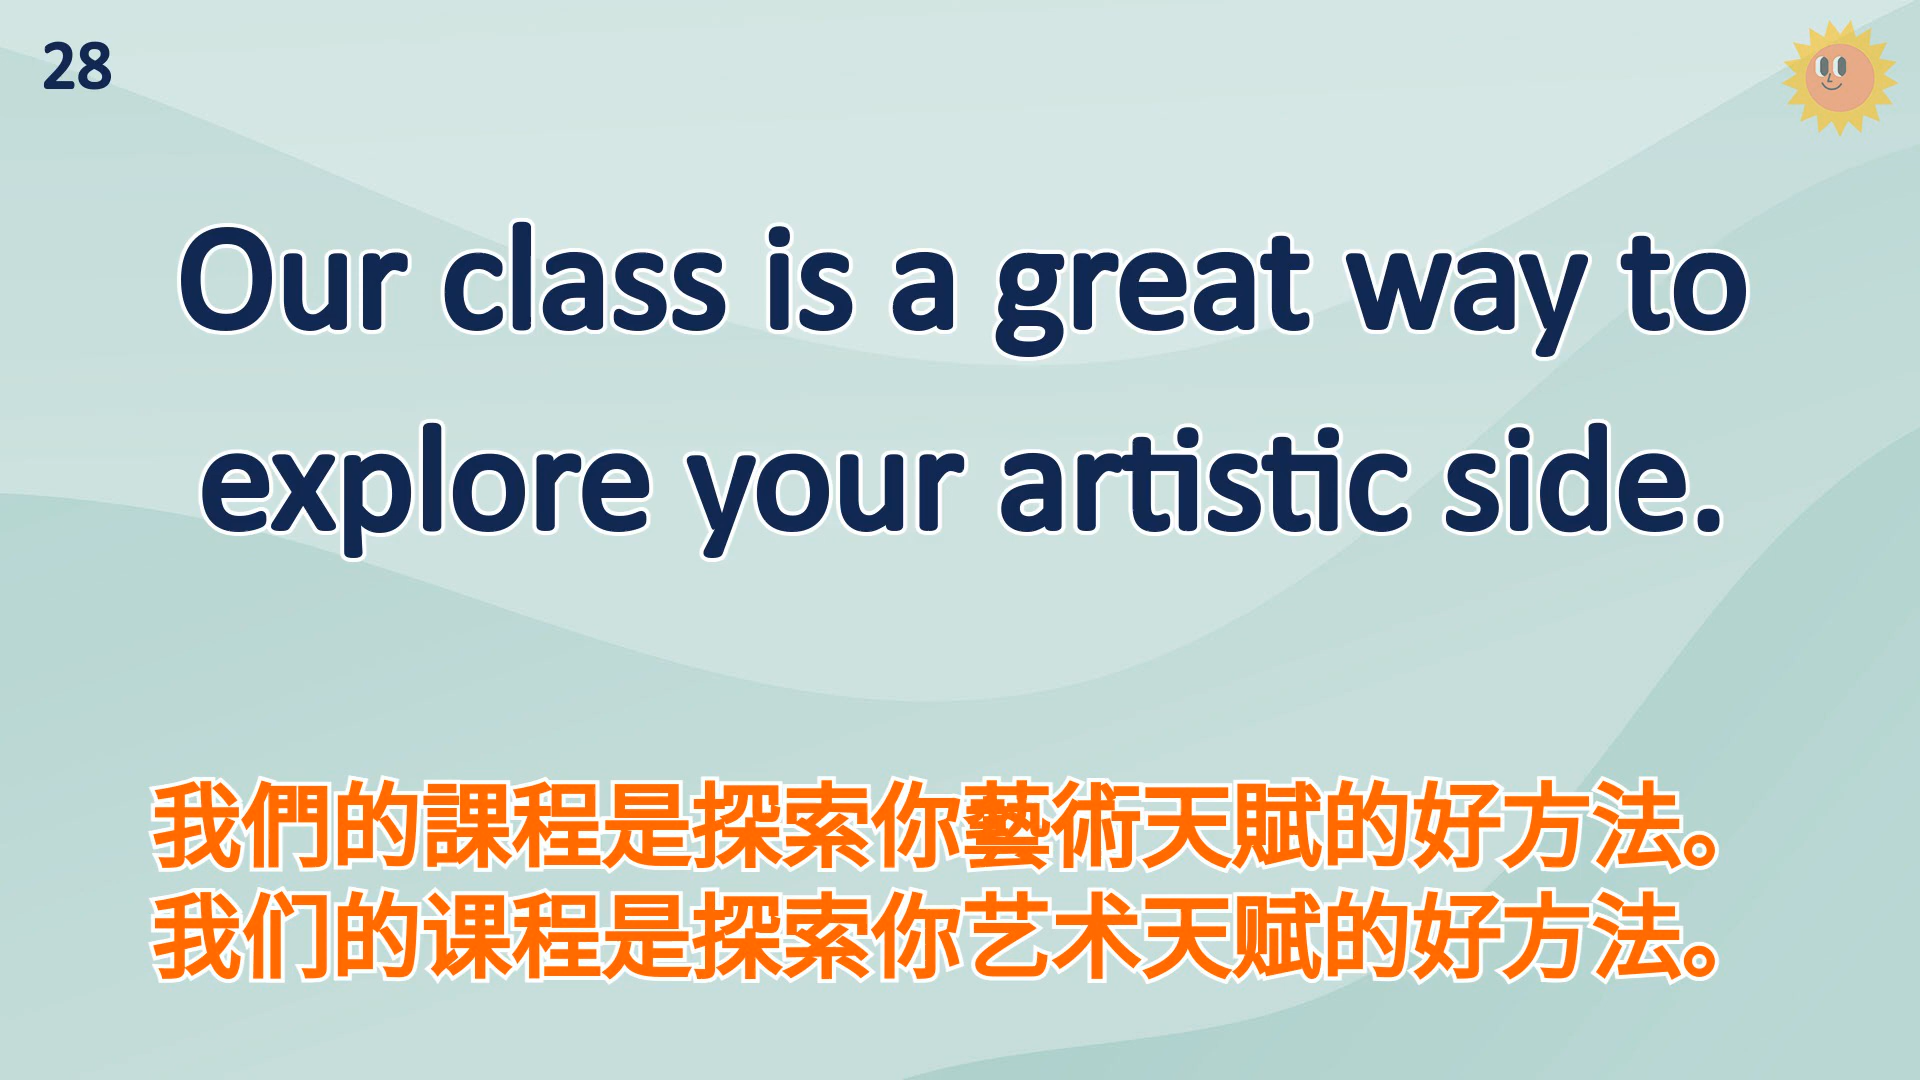 28
Our class is a great way to
explore your artistic side.
我們的課程是探索你藝術天賦的好方法。
我们的课程是探索你艺术天赋的好方法。